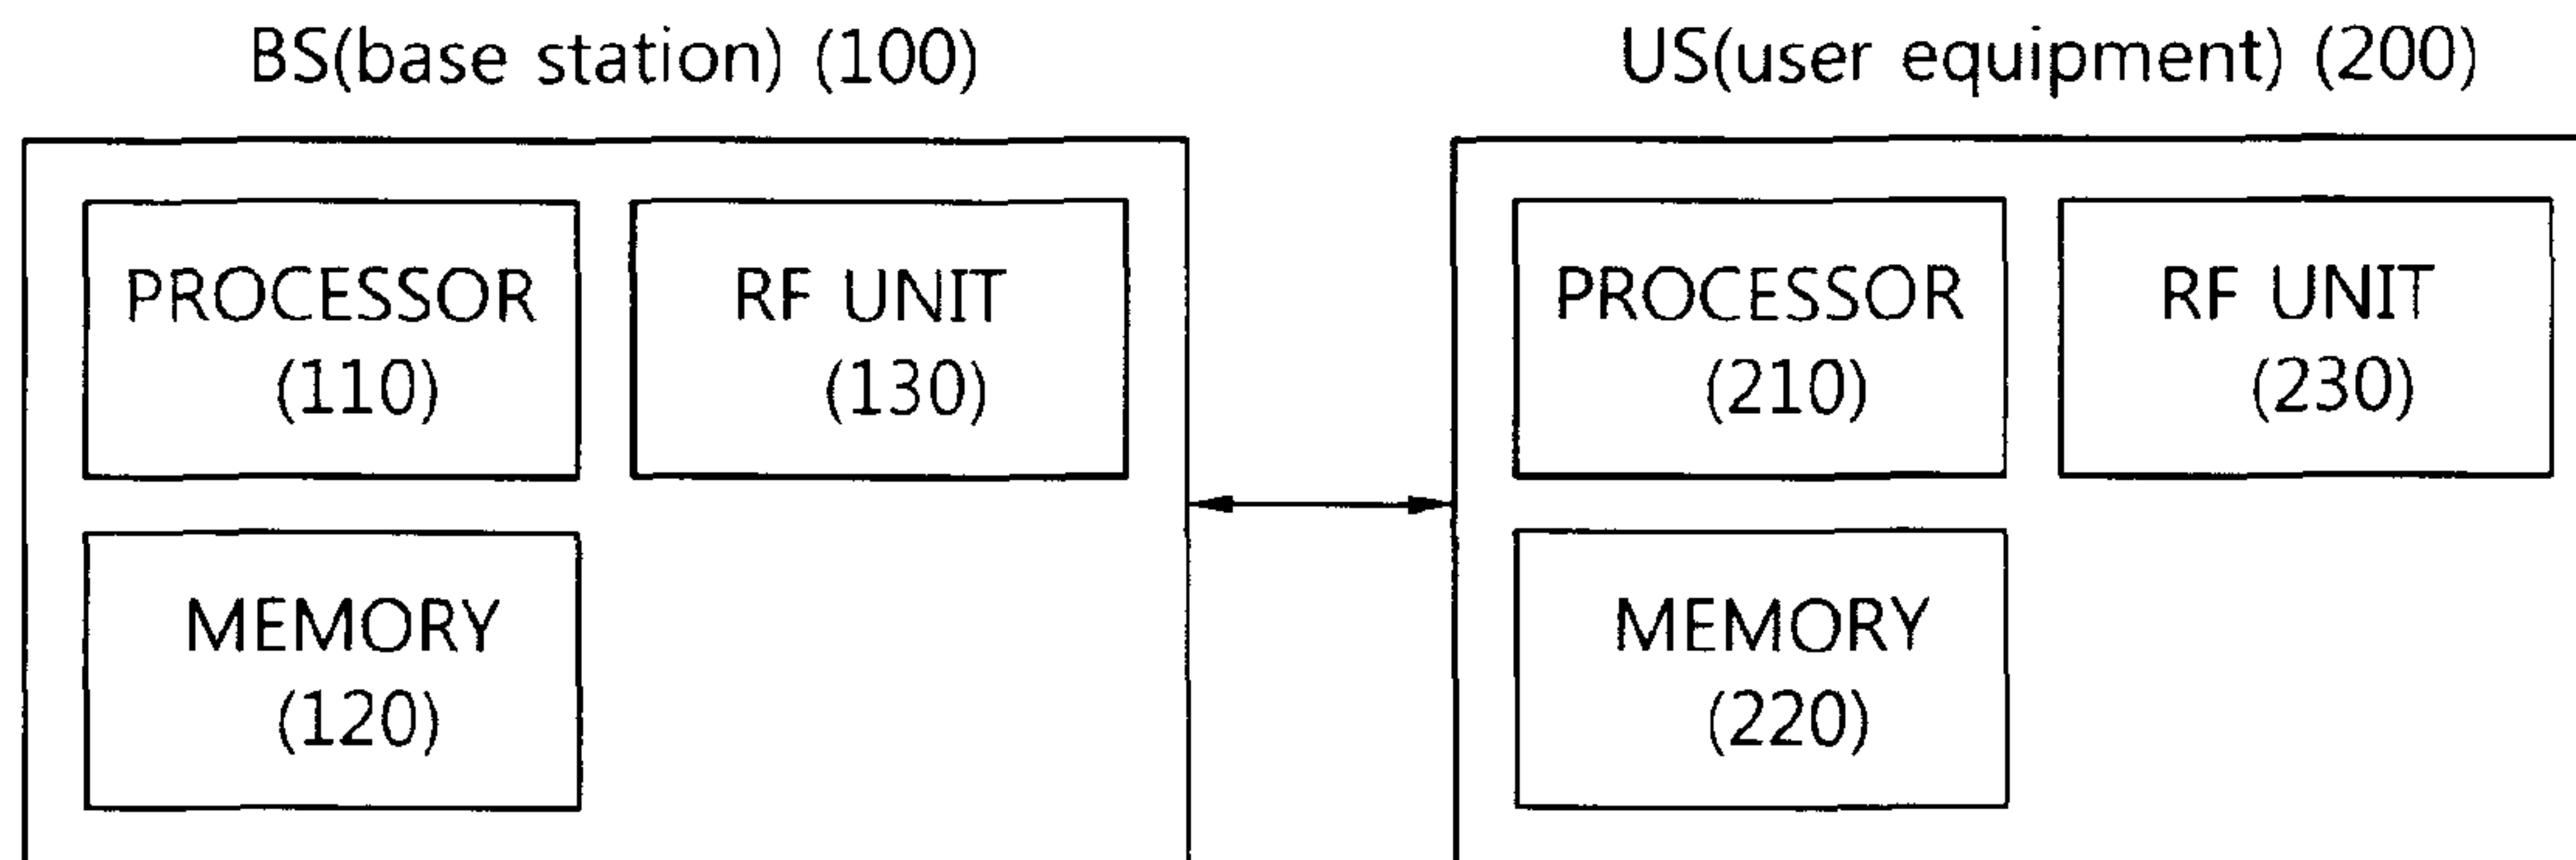 BS(base station) (100)
US(user equipment) (200)
PROCESSOR
(110)
RF UNIT
(130)
MEMORY
(120)
PROCESSOR
(210)
RF UNIT
(230)
MEMORY
(220)